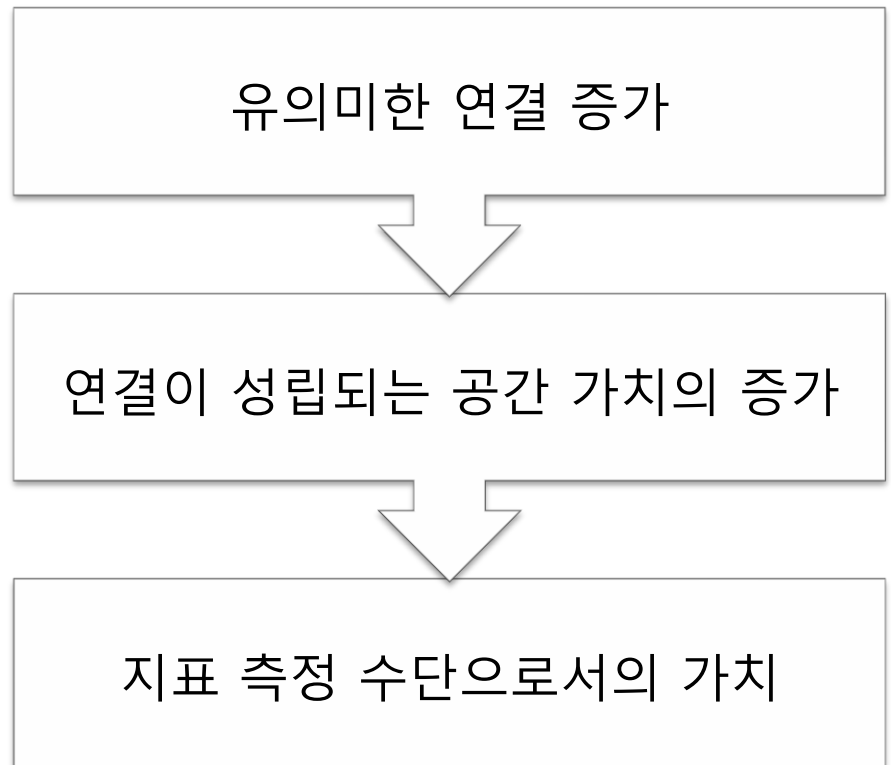 유의미한 연결 증가
연결이 성립되는 공간 가치의 증가
지표 측정 수단으로서의 가치